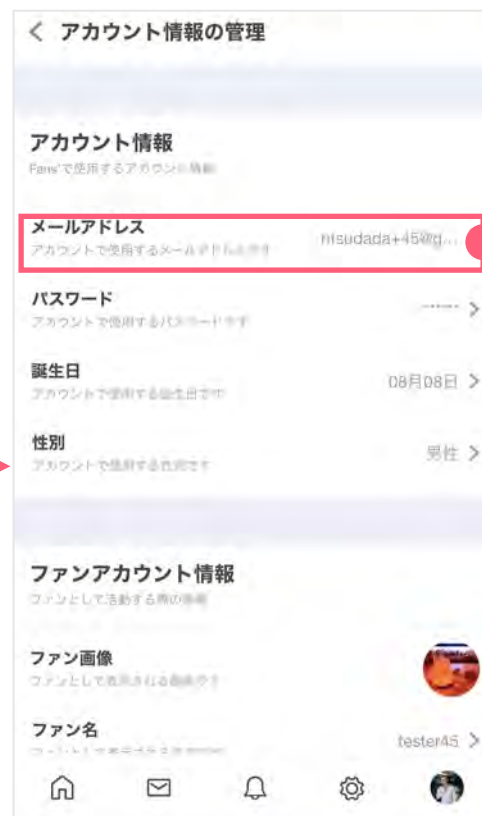 アカウント情報の管理
アカウント情報
Fans'で使用するアカウント情報
メールアドレス
アカウントで使用するメールアドレスです
ntsudada+45@g...
パスワード
アカウントで使用するパスワードです
誕生日
アカウントで使用する誕生日です
08月08日
性別
アカウントで使用する性別です
男性
ファンアカウント情報
ファンとして活動する際の情報
ファン画像
ファンとして表示される画像です
ファン名
tester45